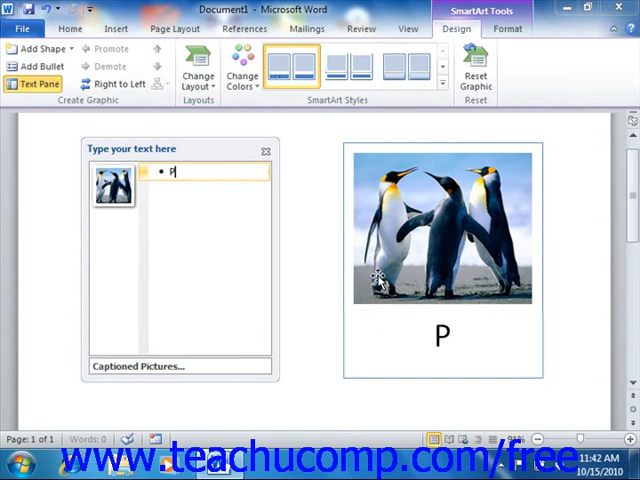 Document1 - Microsoft Word
SmartArt Tools
File Home Insert Page Layout References Mailings Review View Design Format
Add Shape Promote
Add Bullet Demote
Text Pane Right to Left
Create Graphic
Change Layout
Layouts
Change Colors
SmartArt Styles
Reset Graphic
Reset
Type your text here
P
Captioned Pictures...
P
Page: 1 of 1 Words: 0 91%
www.teachucomp.com/free
11:42 AM
10/15/2010